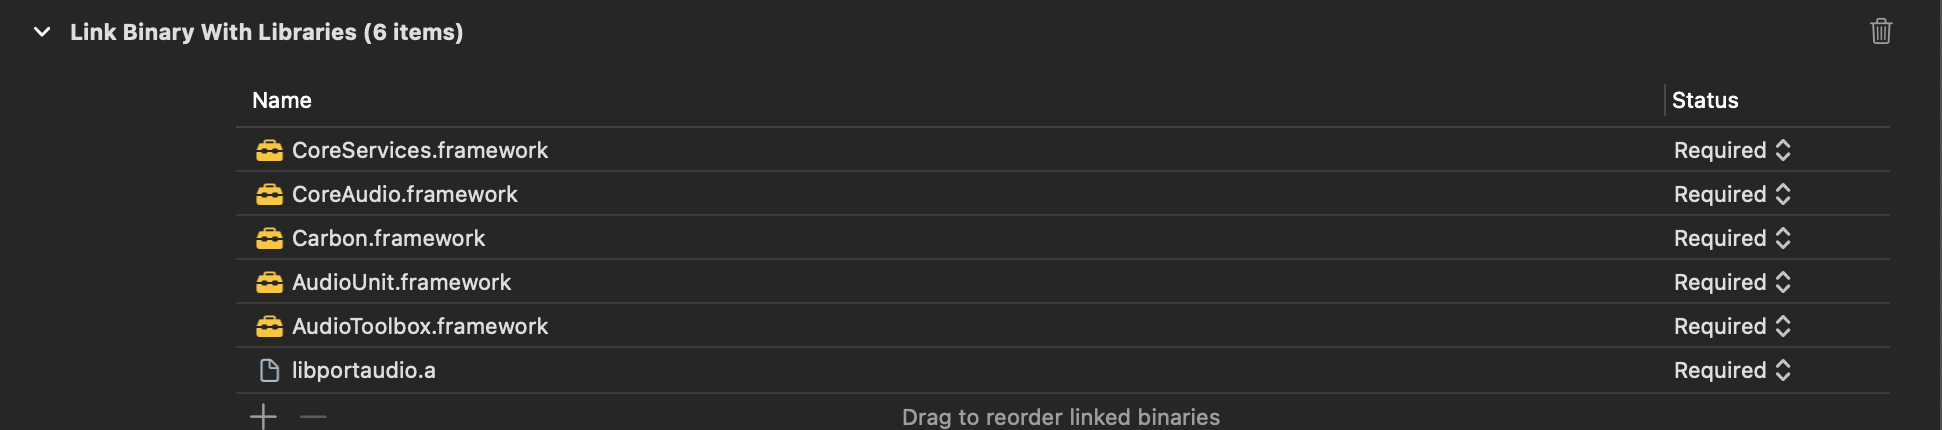 Link Binary With Libraries (6 items)
Name Status
CoreServices.framework Required
CoreAudio.framework Required
Carbon.framework Required
AudioUnit.framework Required
AudioToolbox.framework Required
libportaudio.a Required
Drag to reorder linked binaries